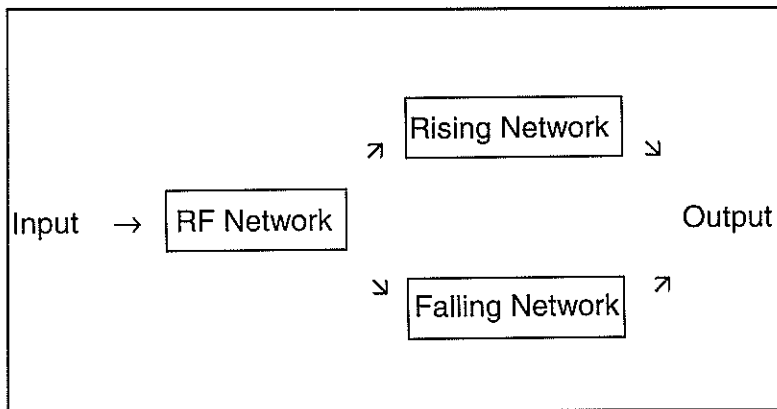 Rising Network
Input → RF Network Output
Falling Network